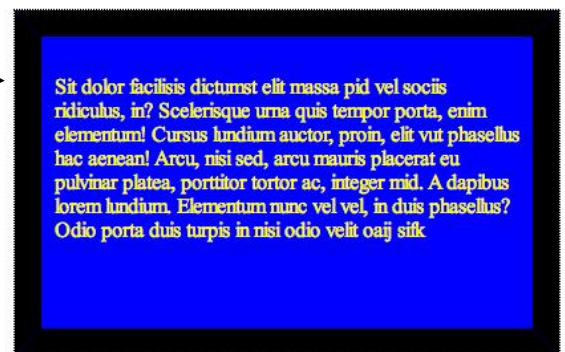 Sit dolor facilisis dictumst elit massa pid vel sociis
ridiculus, in? Scelerisque urna quis tempor porta, enim
elementum! Cursus lundium auctor, proin, elit vut phasellus
hac aenean! Arcu, nisi sed, arcu mauris placerat eu
pulvinar platea, porttitor tortor ac, integer mid. A dapibus
lorem lundium. Elementum nunc vel vel, in duis phasellus?
Odio porta duis turpis in nisi odio velit oaij sifk